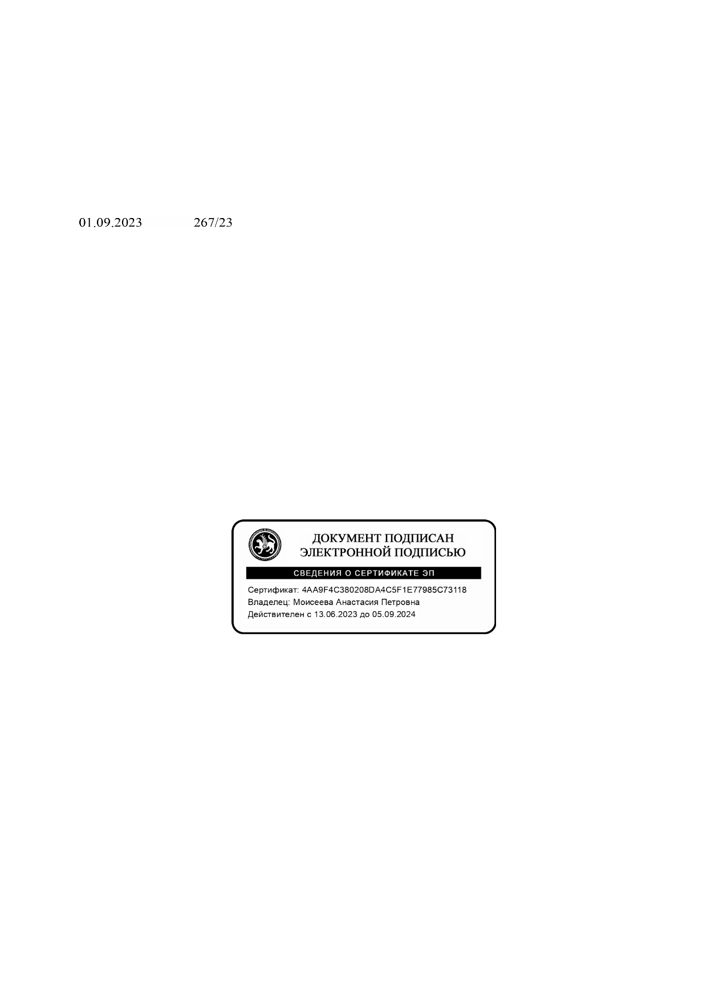 01.09.2023 267/23
ДОКУМЕНТ ПОДПИСАН
ЭЛЕКТРОННОЙ ПОДПИСЬЮ
СВЕДЕНИЯ О СЕРТИФИКАТЕ ЭП
Сертификат: 4AA9F4C380208DA4C5F1E77985C73118
Владелец: Моисеева Анастасия Петровна
Действителен с 13.06.2023 до 05.09.2024